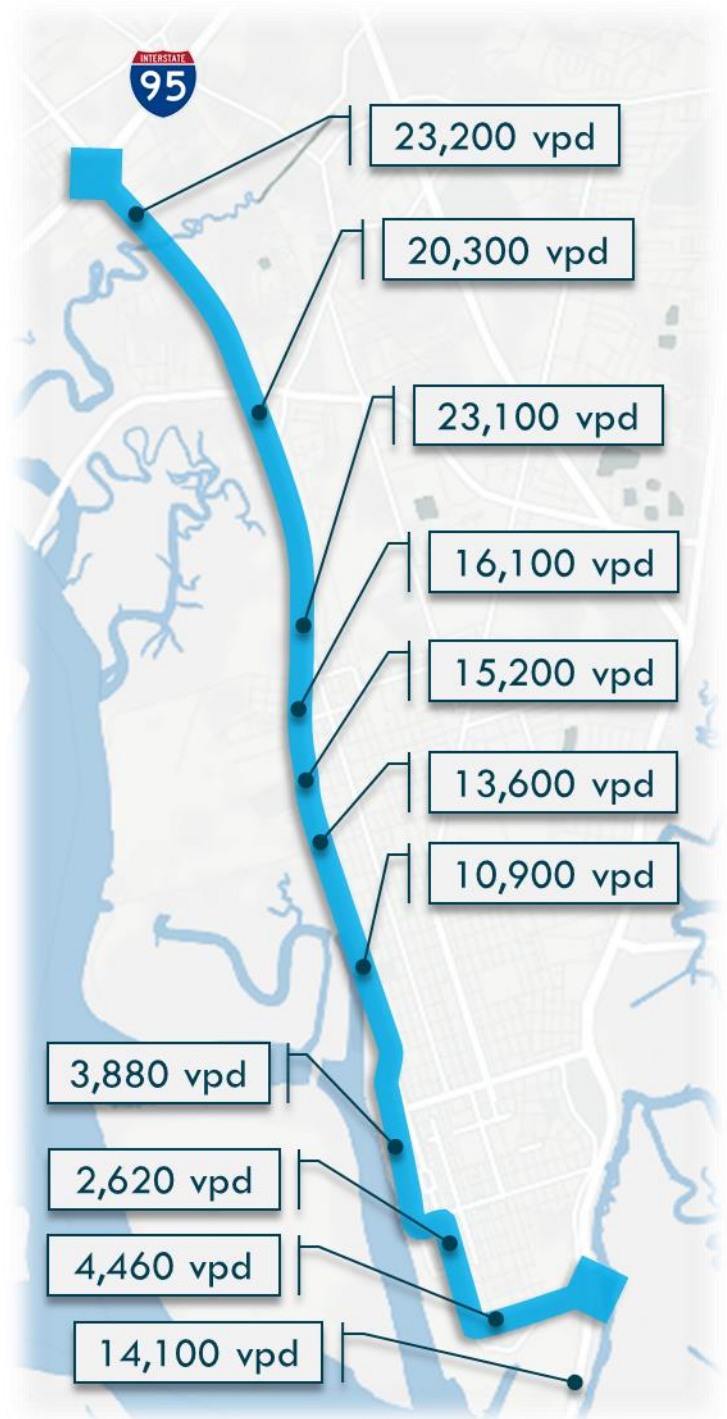 INTERSTATE
95
23,200 vpd
20,300 vpd
23,100 vpd
16,100 vpd
15,200 vpd
13,600 vpd
10,900 vpd
3,880 vpd
2,620 vpd
4,460 vpd
14,100 vpd